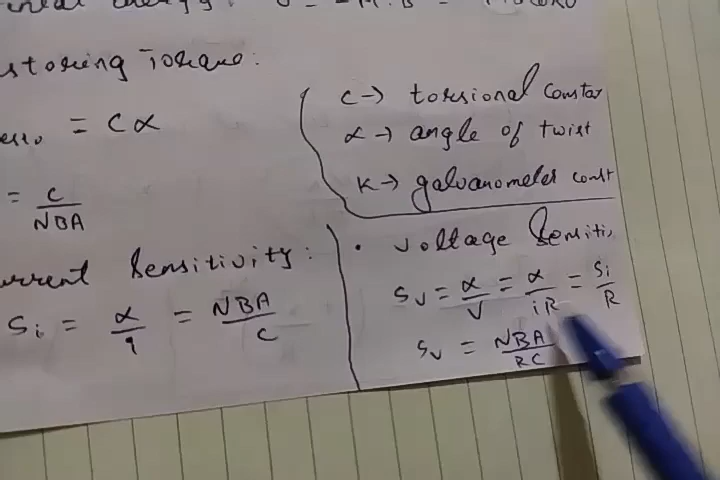 U = -M.B =
storing Torque:
= Cα
= C/NBA
urrent Sensitivity:
Si = α/i = NBA/C
C → torsional Constan
α → angle of twist
K → galvanometer const
• Voltage Sensitiv
Sv = α/V = α/iR = Si/R
Sv = NBA/RC